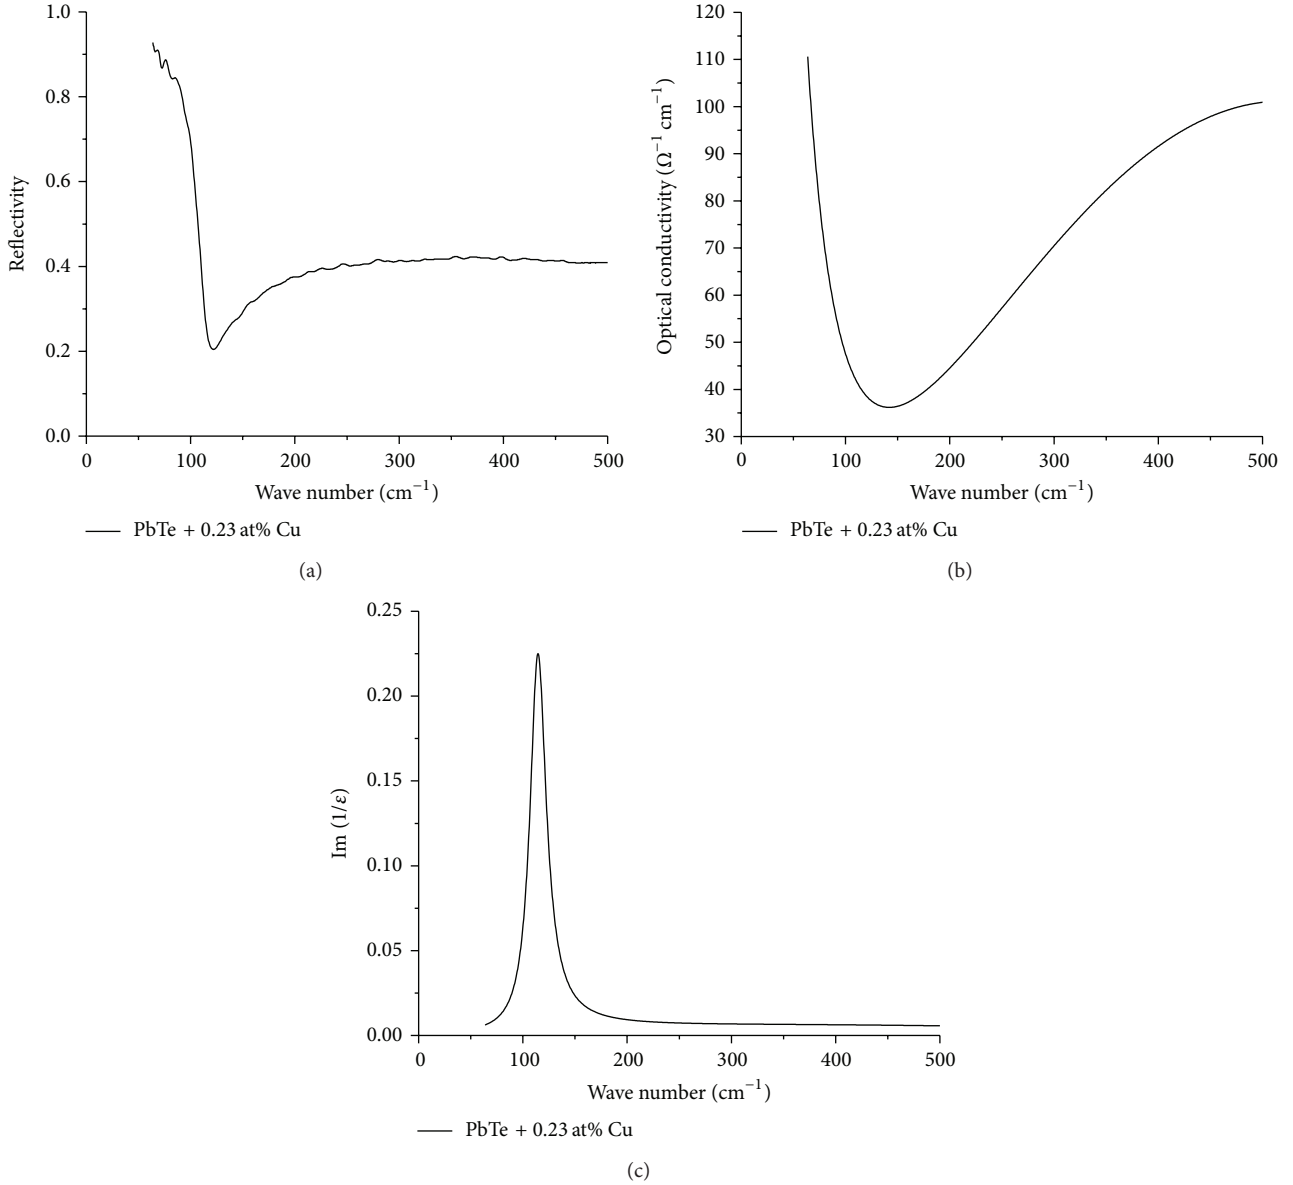 1.0
0.8
0.6
0.4
0.2
0.0
Reflectivity
0 100 200 300 400 500
Wave number (cm⁻¹)
PbTe + 0.23 at% Cu
(a)
120
110
100
90
80
70
60
50
40
30
Optical conductivity (Ω⁻¹ cm⁻¹)
0 100 200 300 400 500
Wave number (cm⁻¹)
PbTe + 0.23 at% Cu
(b)
0.25
0.20
0.15
0.10
0.05
0.00
Im (1/ε)
0 100 200 300 400 500
Wave number (cm⁻¹)
PbTe + 0.23 at% Cu
(c)